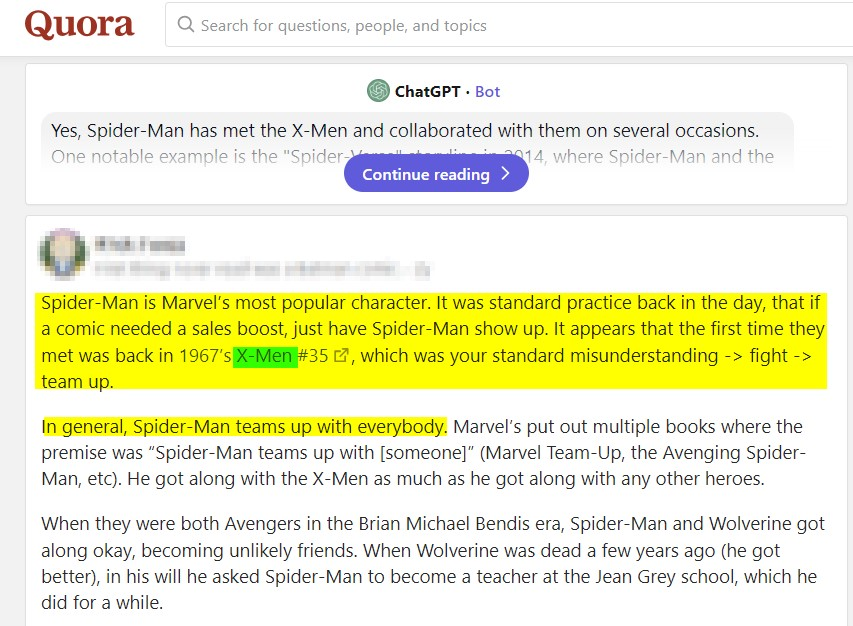 Quora
Search for questions, people, and topics
ChatGPT · Bot
Yes, Spider-Man has met the X-Men and collaborated with them on several occasions.
One notable example is the "Spider-Verse" storyline in 2014, where Spider-Man and the
Continue reading
Spider-Man is Marvel’s most popular character. It was standard practice back in the day, that if
a comic needed a sales boost, just have Spider-Man show up. It appears that the first time they
met was back in 1967’s X-Men #35, which was your standard misunderstanding -> fight ->
team up.
In general, Spider-Man teams up with everybody. Marvel’s put out multiple books where the
premise was “Spider-Man teams up with [someone]” (Marvel Team-Up, the Avenging Spider-
Man, etc). He got along with the X-Men as much as he got along with any other heroes.
When they were both Avengers in the Brian Michael Bendis era, Spider-Man and Wolverine got
along okay, becoming unlikely friends. When Wolverine was dead a few years ago (he got
better), in his will he asked Spider-Man to become a teacher at the Jean Grey school, which he
did for a while.